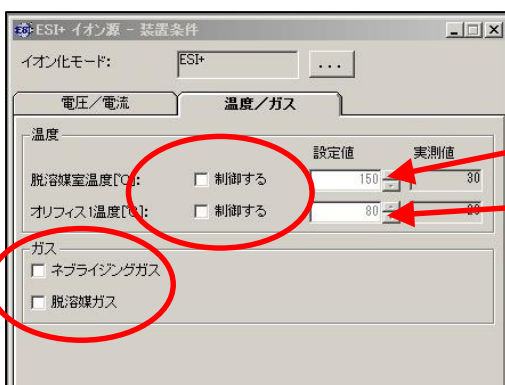 ESI+ イオン源 - 装置条件
イオン化モード: ESI+ ...
電圧/電流 温度/ガス
温度
設定値 実測値
脱溶媒室温度[℃]: 制御する 150 30
オリフィス1温度[℃]: 制御する 80
ガス
ネブライジングガス
脱溶媒ガス